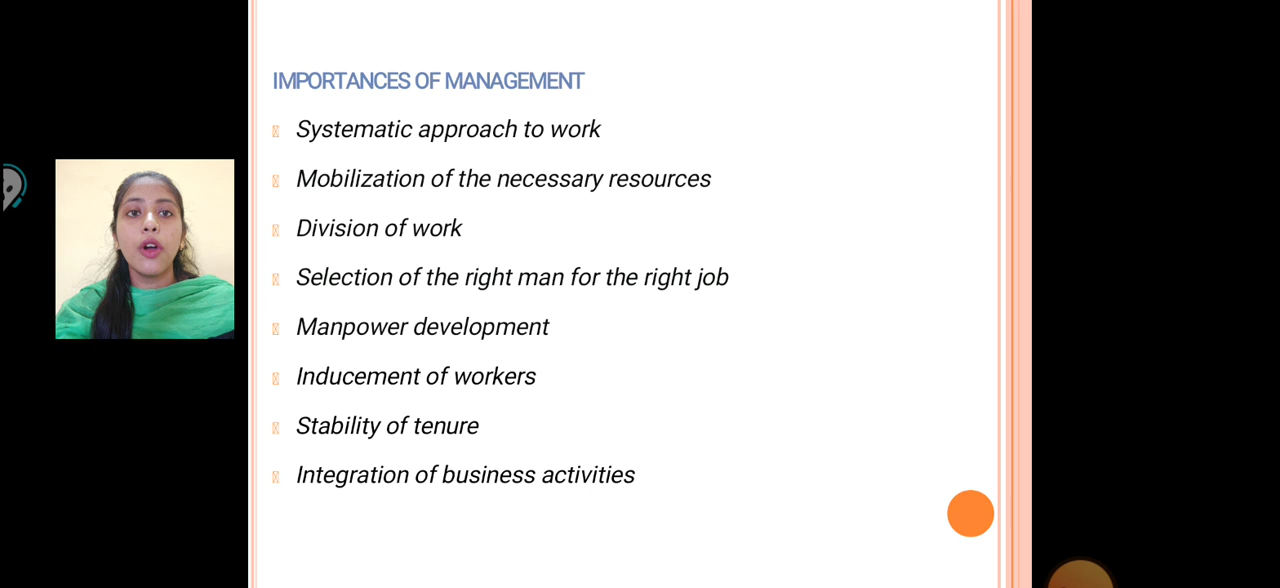 IMPORTANCES OF MANAGEMENT
Systematic approach to work
Mobilization of the necessary resources
Division of work
Selection of the right man for the right job
Manpower development
Inducement of workers
Stability of tenure
Integration of business activities